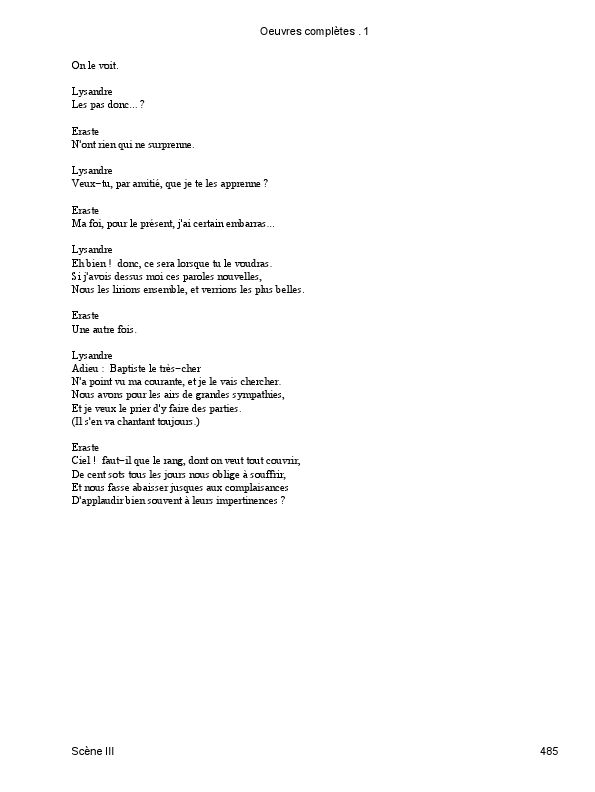 Oeuvres complètes . 1
On le voit.
Lysandre
Les pas donc... ?
Eraste
N'ont rien qui ne surprenne.
Lysandre
Veux−tu, par amitié, que je te les apprenne ?
Eraste
Ma foi, pour le présent, j'ai certain embarras...
Lysandre
Eh bien !  donc, ce sera lorsque tu le voudras.
Si j'avois dessus moi ces paroles nouvelles,
Nous les lirions ensemble, et verrions les plus belles.
Eraste
Une autre fois.
Lysandre
Adieu :  Baptiste le très−cher
N'a point vu ma courante, et je le vais chercher.
Nous avons pour les airs de grandes sympathies,
Et je veux le prier d'y faire des parties.
(Il s'en va chantant toujours.)
Eraste
Ciel !  faut−il que le rang, dont on veut tout couvrir,
De cent sots tous les jours nous oblige à souffrir,
Et nous fasse abaisser jusques aux complaisances
D'applaudir bien souvent à leurs impertinences ?
Scène III
485